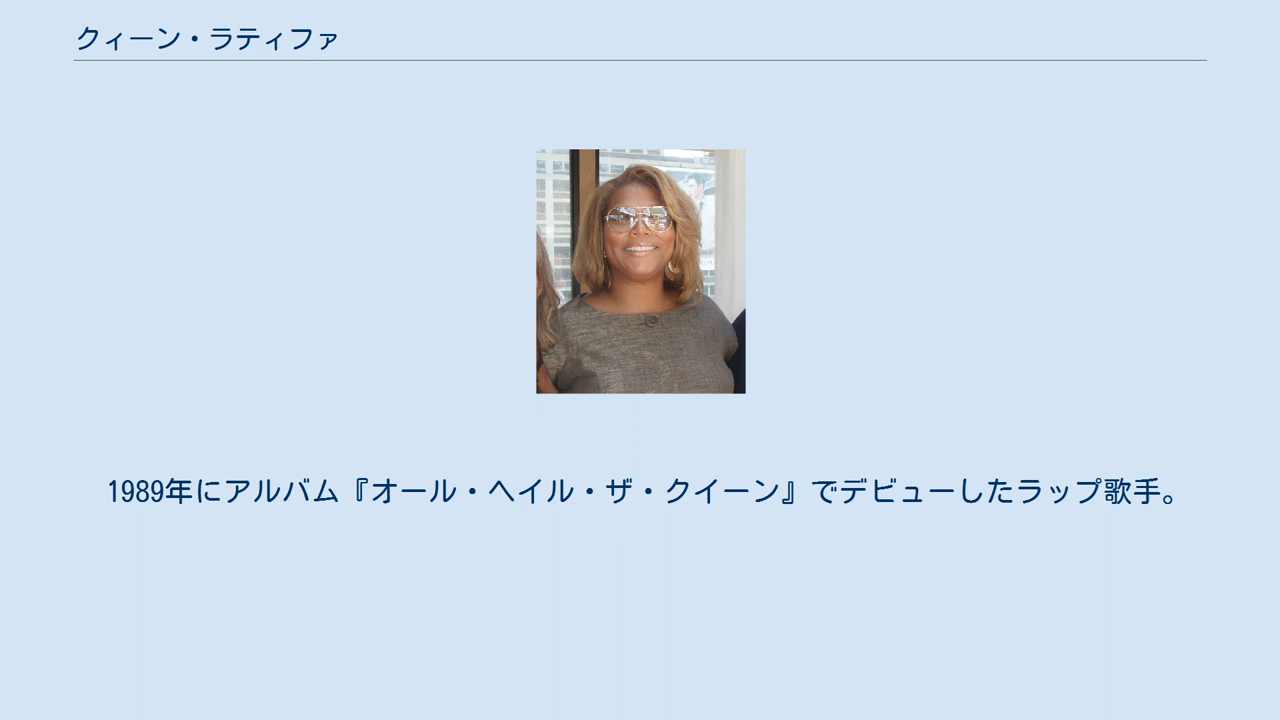 クィーン・ラティファ
1989年にアルバム『オール・ヘイル・ザ・クイーン』でデビューしたラップ歌手。